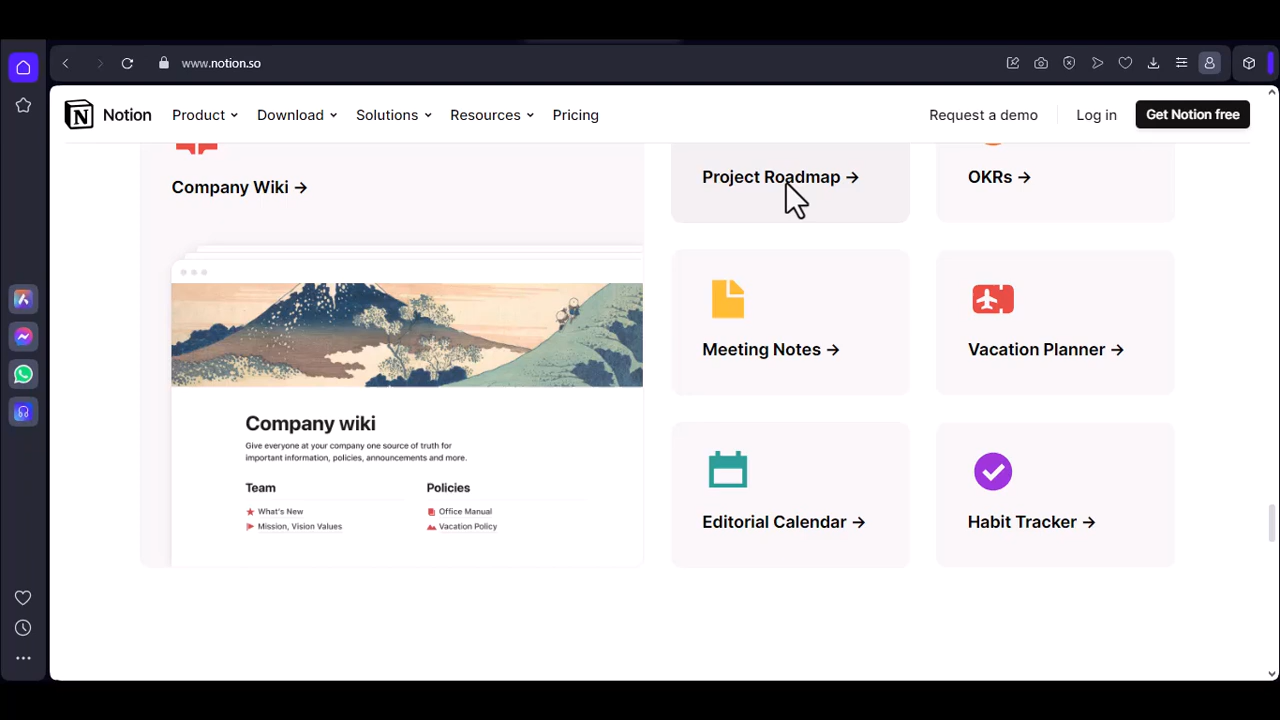 www.notion.so
Notion
Product
Download
Solutions
Resources
Pricing
Request a demo
Log in
Get Notion free
Company Wiki →
Project Roadmap →
OKRs →
Meeting Notes →
Vacation Planner →
Company wiki
Give everyone at your company one source of truth for
important information, policies, announcements and more.
Team
Policies
What's New
Office Manual
Mission, Vision Values
Vacation Policy
Editorial Calendar →
Habit Tracker →